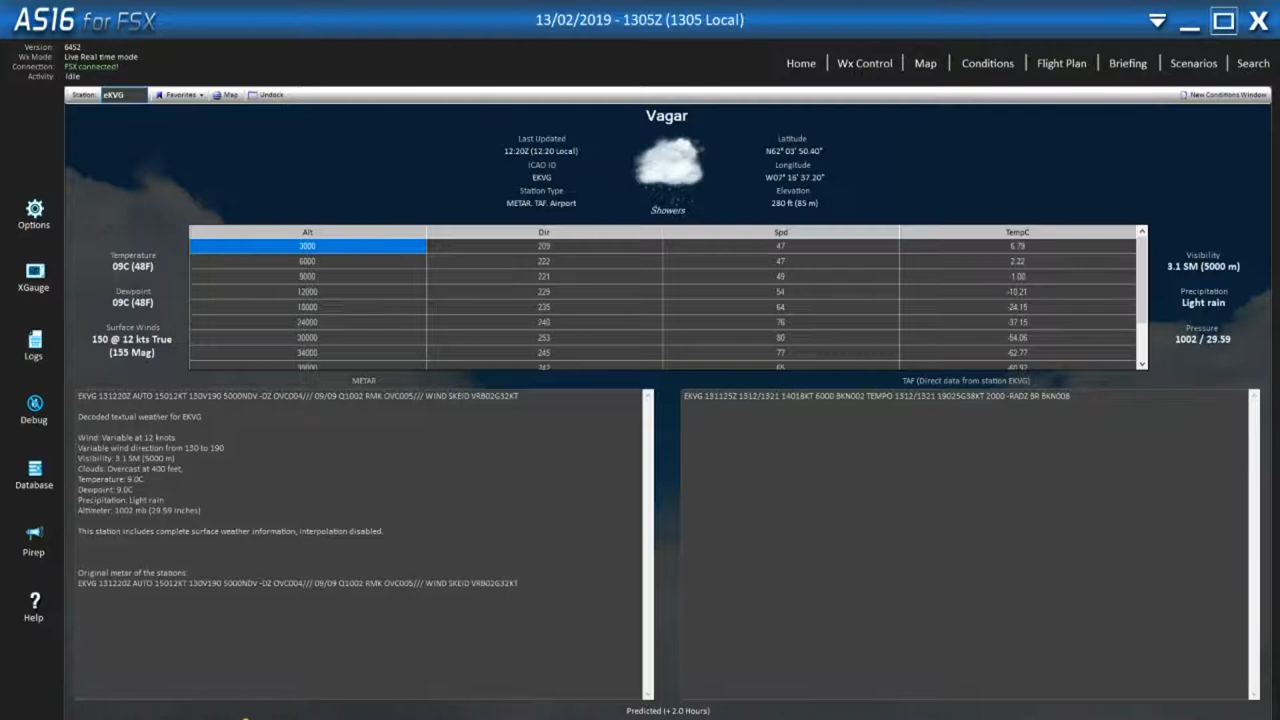 AS16 for FSX
13/02/2019 - 1305Z (1305 Local)
Version: 6452
Wx Mode: Live Real time mode
Connection: FSX connected!
Activity: Idle
Home Wx Control Map Conditions Flight Plan Briefing Scenarios Search
Station: eKVG Favorites Map Undock New Conditions Window
Vagar
Last Updated
12:20Z (12:20 Local)
ICAO ID
EKVG
Station Type
METAR. TAF. Airport
Showers
Latitude
N62° 03' 50.40"
Longitude
W07° 16' 37.20"
Elevation
280 ft (85 m)
Options
XGauge
Logs
Debug
Database
Pirep
Help
Temperature
09C (48F)
Dewpoint
09C (48F)
Surface Winds
150 @ 12 kts True
(155 Mag)
Alt Dir Spd TempC
3000 209 47 6.79
6000 222 47 2.22
9000 221 49 -1.00
12000 229 54 -10.21
18000 235 64 -24.15
24000 240 76 -37.15
30000 253 80 -54.06
34000 245 77 -62.77
39000 242 65 -60.92
Visibility
3.1 SM (5000 m)
Precipitation
Light rain
Pressure
1002 / 29.59
METAR
EKVG 131220Z AUTO 15012KT 130V190 5000NDV -DZ OVC004/// 09/09 Q1002 RMK OVC005/// WIND SKEID VRB02G32KT
Decoded textual weather for EKVG
Wind: Variable at 12 knots
Variable wind direction from 130 to 190
Visibility: 3.1 SM (5000 m)
Clouds: Overcast at 400 feet,
Temperature: 9.0C
Dewpoint: 9.0C
Precipitation: Light rain
Altimeter: 1002 mb (29.59 inches)
This station includes complete surface weather information, Interpolation disabled.
Original metar of the stations:
EKVG 131220Z AUTO 15012KT 130V190 5000NDV -DZ OVC004/// 09/09 Q1002 RMK OVC005/// WIND SKEID VRB02G32KT
TAF (Direct data from station EKVG)
EKVG 131125Z 1312/1321 14018KT 6000 BKN002 TEMPO 1312/1321 19025G38KT 2000 -RADZ BR BKN008
Predicted (+ 2.0 Hours)